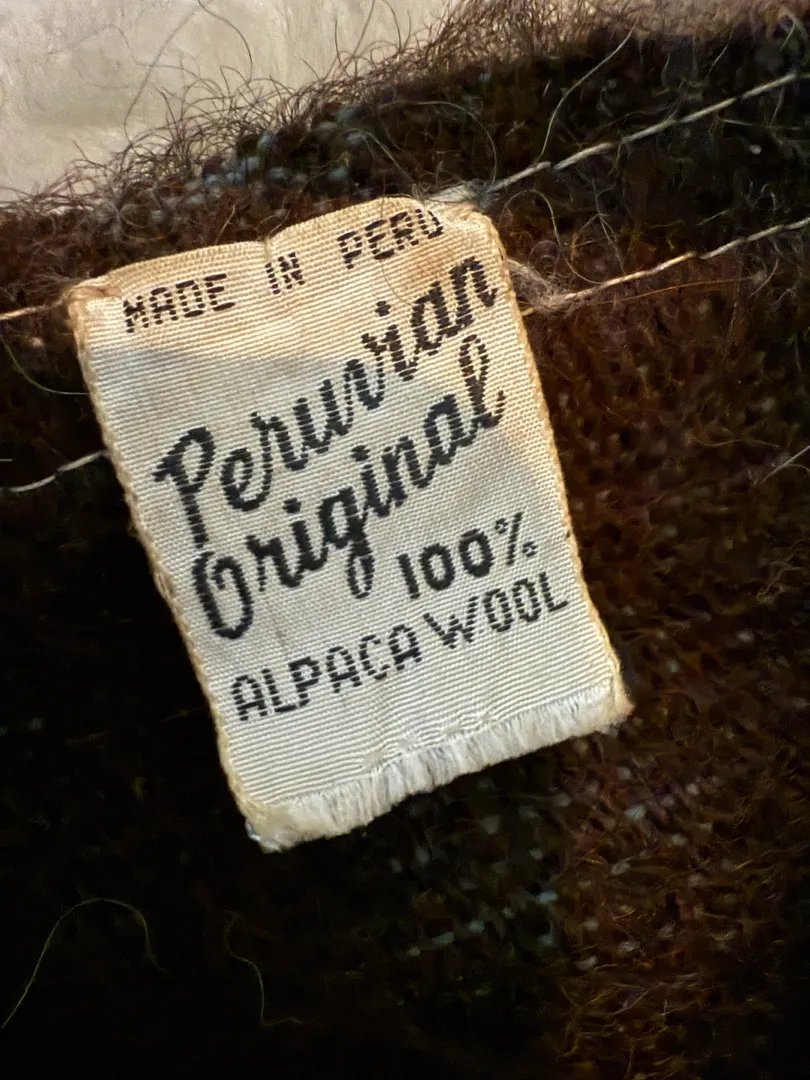 MADE IN PERU
Peruvian
Original
100%
ALPACA WOOL